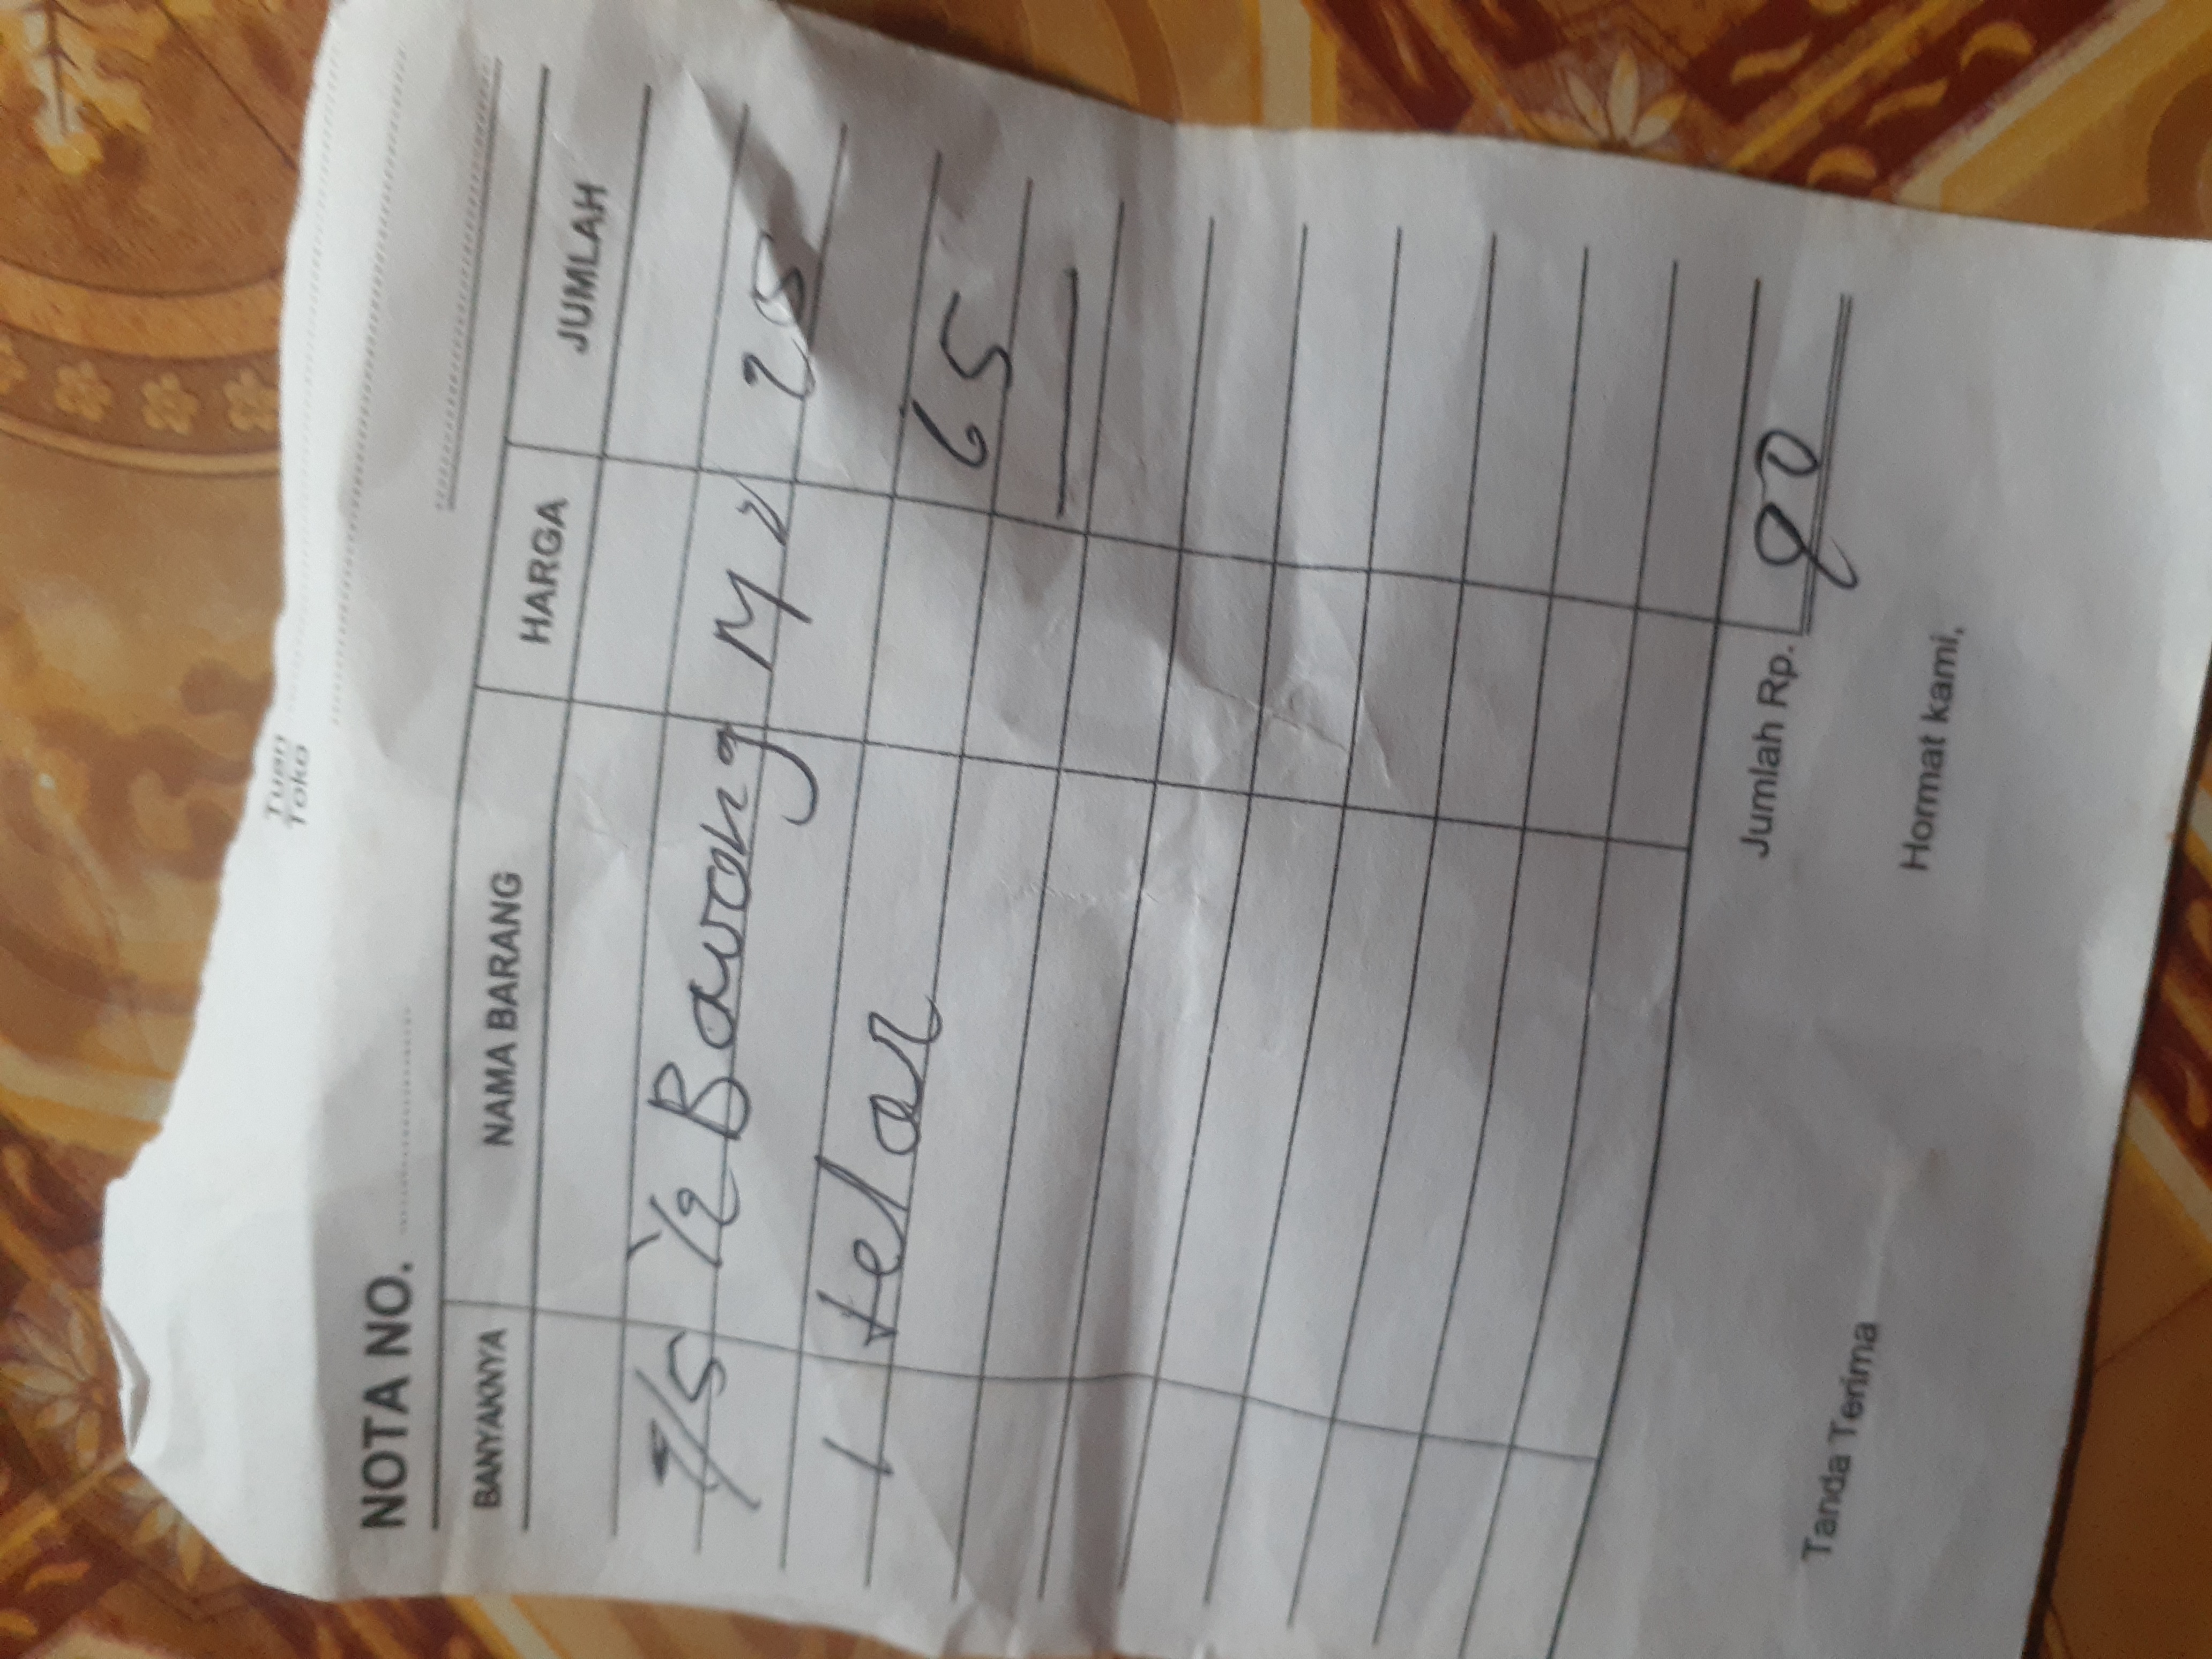 Tuan
Toko
NOTA NO.
BANYAKNYA NAMA BARANG HARGA JUMLAH
7/5 1/2 Bawang M 25
1 telor 65
Jumlah Rp. 90
Tanda Terima Hormat kami,